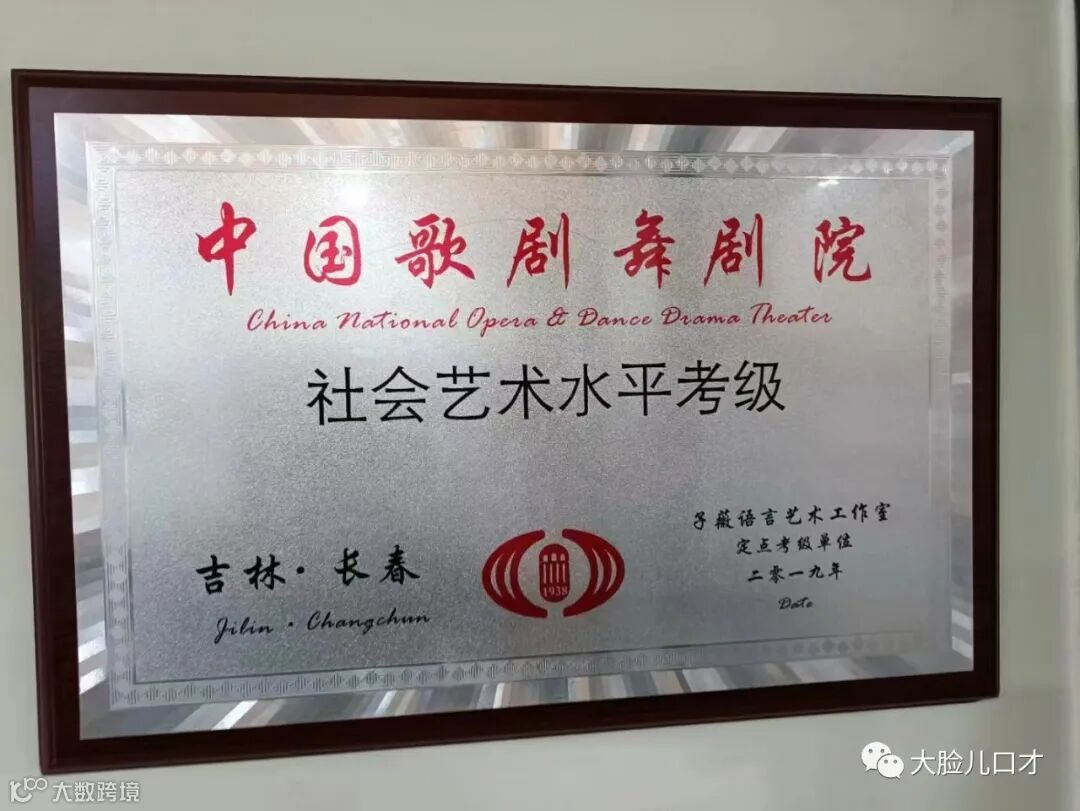 中国歌剧舞剧院
China National Opera & Dance Drama Theater
社会艺术水平考级
子薇语言艺术工作室
定点考级单位
二零一九年
Date
吉林·长春
Jilin · Changchun
1938
大脸儿口才
大数跨境